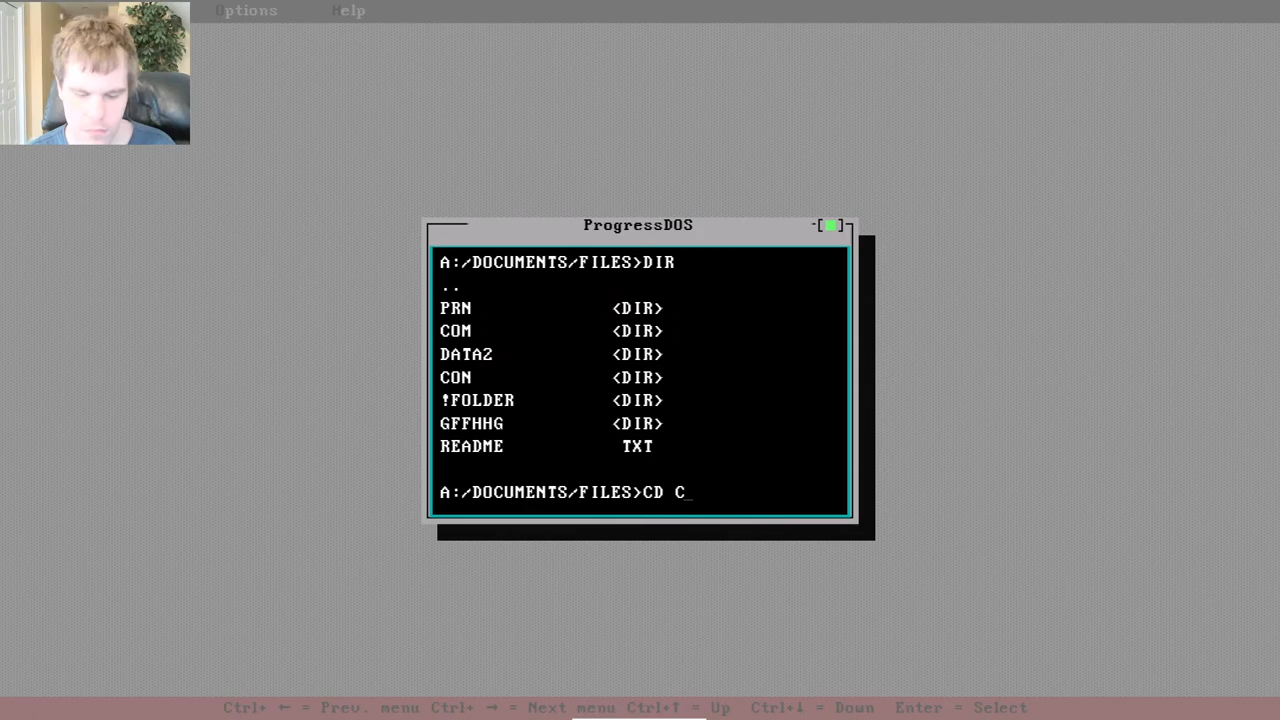 Options Help
ProgressDOS
A:/DOCUMENTS/FILES>DIR
..
PRN <DIR>
COM <DIR>
DATA2 <DIR>
CON <DIR>
!FOLDER <DIR>
GFFHHG <DIR>
README TXT
A:/DOCUMENTS/FILES>CD C_
Ctrl+ ← = Prev. menu Ctrl+ → = Next menu Ctrl+↑ = Up Ctrl+↓ = Down Enter = Select